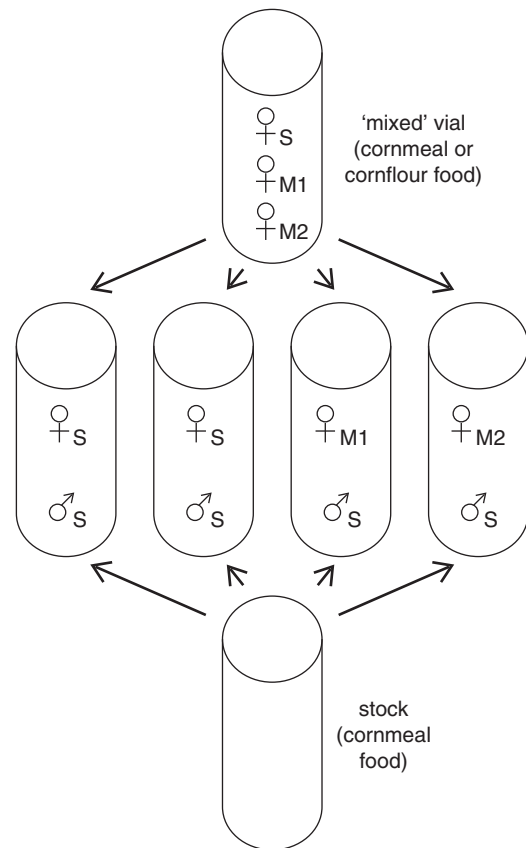 ♀S
♀M1
♀M2
‘mixed’ vial
(cornmeal or
cornflour food)
♀S
♀S
♀M1
♀M2
♂S
♂S
♂S
♂S
stock
(cornmeal
food)